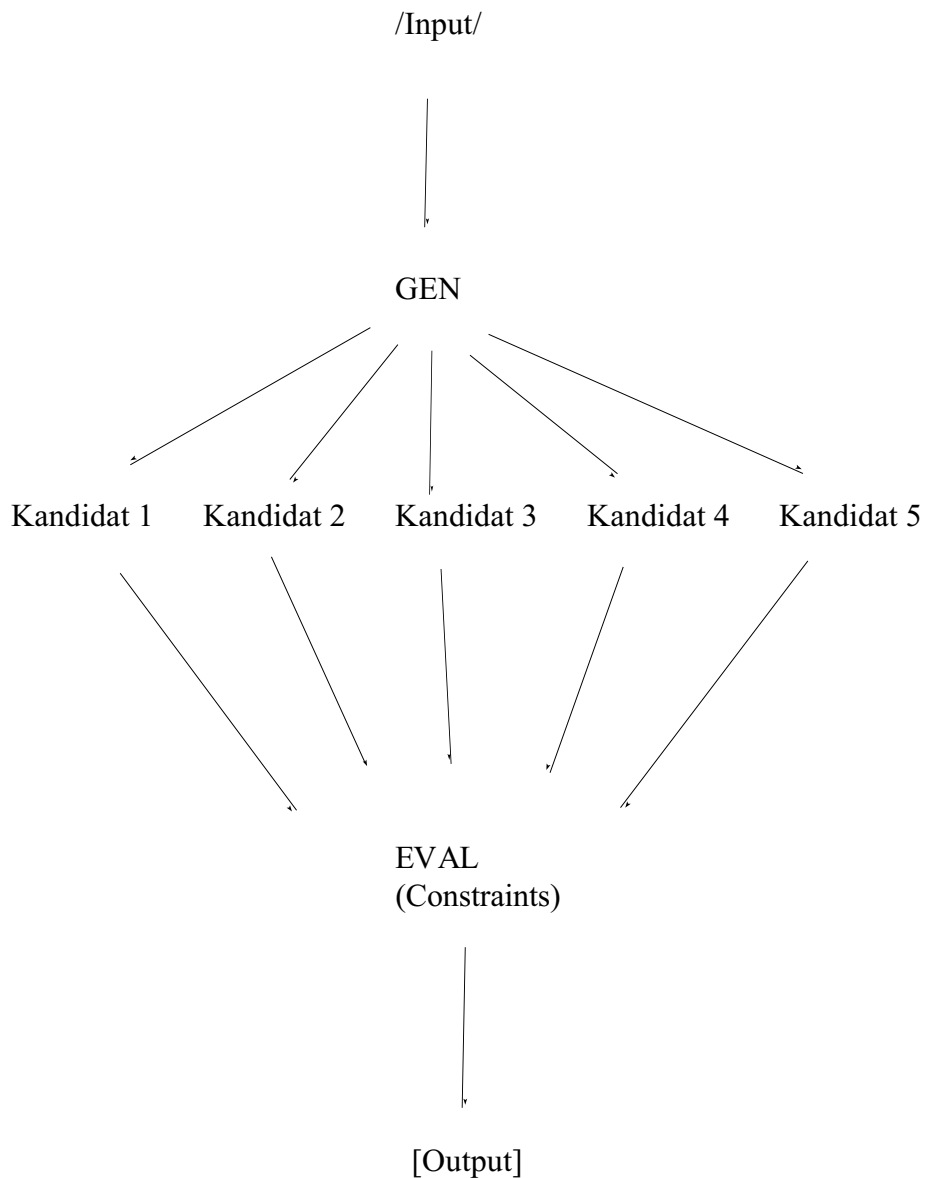 /Input/
GEN
Kandidat 1 Kandidat 2 Kandidat 3 Kandidat 4 Kandidat 5
EVAL
(Constraints)
[Output]